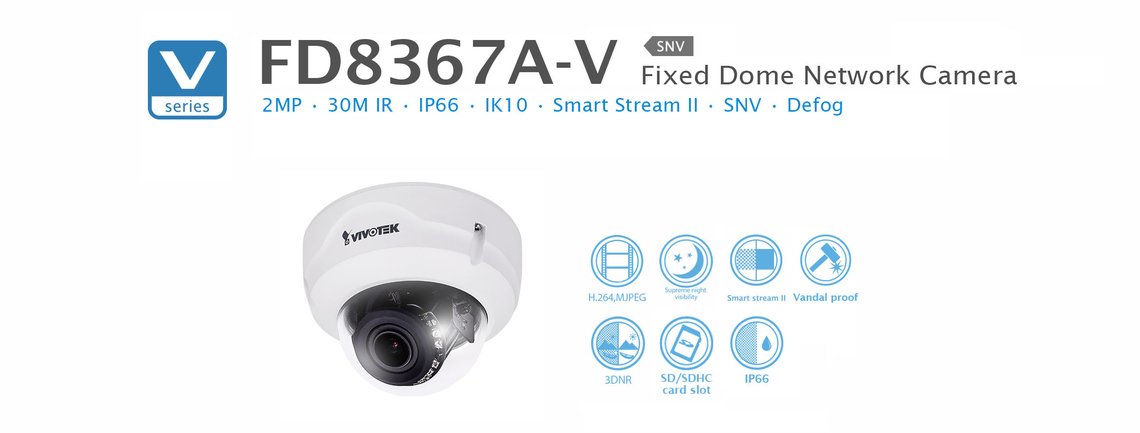 V
series
FD8367A-V
SNV
Fixed Dome Network Camera
2MP · 30M IR · IP66 · IK10 · Smart Stream II · SNV · Defog
VIVOTEK
H.264,MJPEG
Supreme night
visibility
Smart stream II
Vandal proof
3DNR
SD/SDHC
card slot
IP66